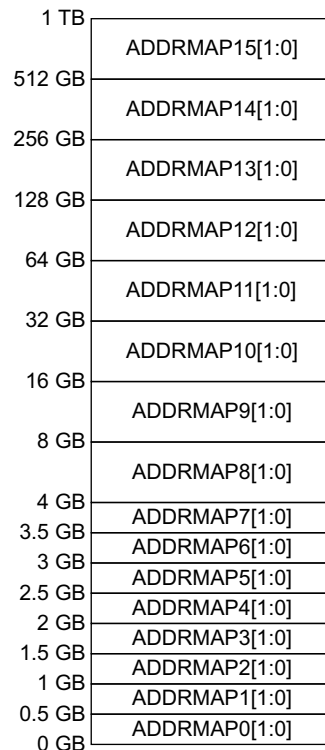 1 TB
ADDRMAP15[1:0]
512 GB
ADDRMAP14[1:0]
256 GB
ADDRMAP13[1:0]
128 GB
ADDRMAP12[1:0]
64 GB
ADDRMAP11[1:0]
32 GB
ADDRMAP10[1:0]
16 GB
ADDRMAP9[1:0]
8 GB
ADDRMAP8[1:0]
4 GB
ADDRMAP7[1:0]
3.5 GB
ADDRMAP6[1:0]
3 GB
ADDRMAP5[1:0]
2.5 GB
ADDRMAP4[1:0]
2 GB
ADDRMAP3[1:0]
1.5 GB
ADDRMAP2[1:0]
1 GB
ADDRMAP1[1:0]
0.5 GB
ADDRMAP0[1:0]
0 GB